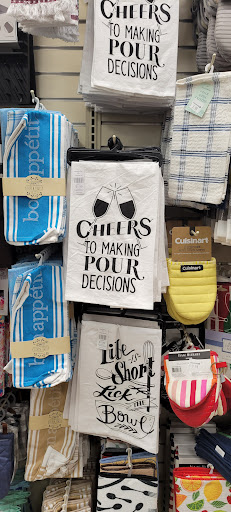 CHEERS
TO MAKING
POUR
DECISIONS
bon appétit
CHEERS
TO MAKING
POUR
DECISIONS
Cuisinart
bon appétit
Life is
Short
Lick
THE
Bowl